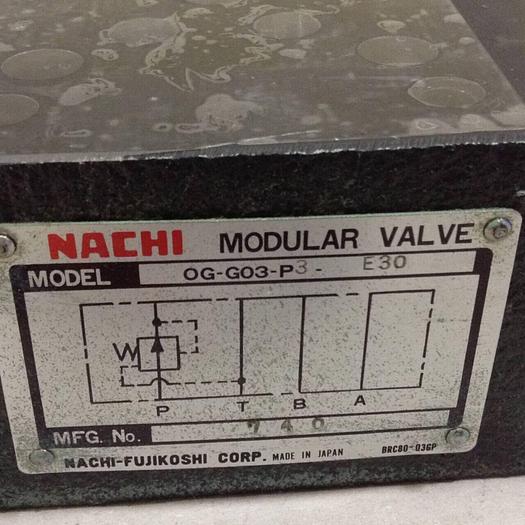 NACHI MODULAR VALVE
MODEL OG-G03-P3-E30
W
P T B A
MFG. No. 740
NACHI-FUJIKOSHI CORP. MADE IN JAPAN BRC80-03GP